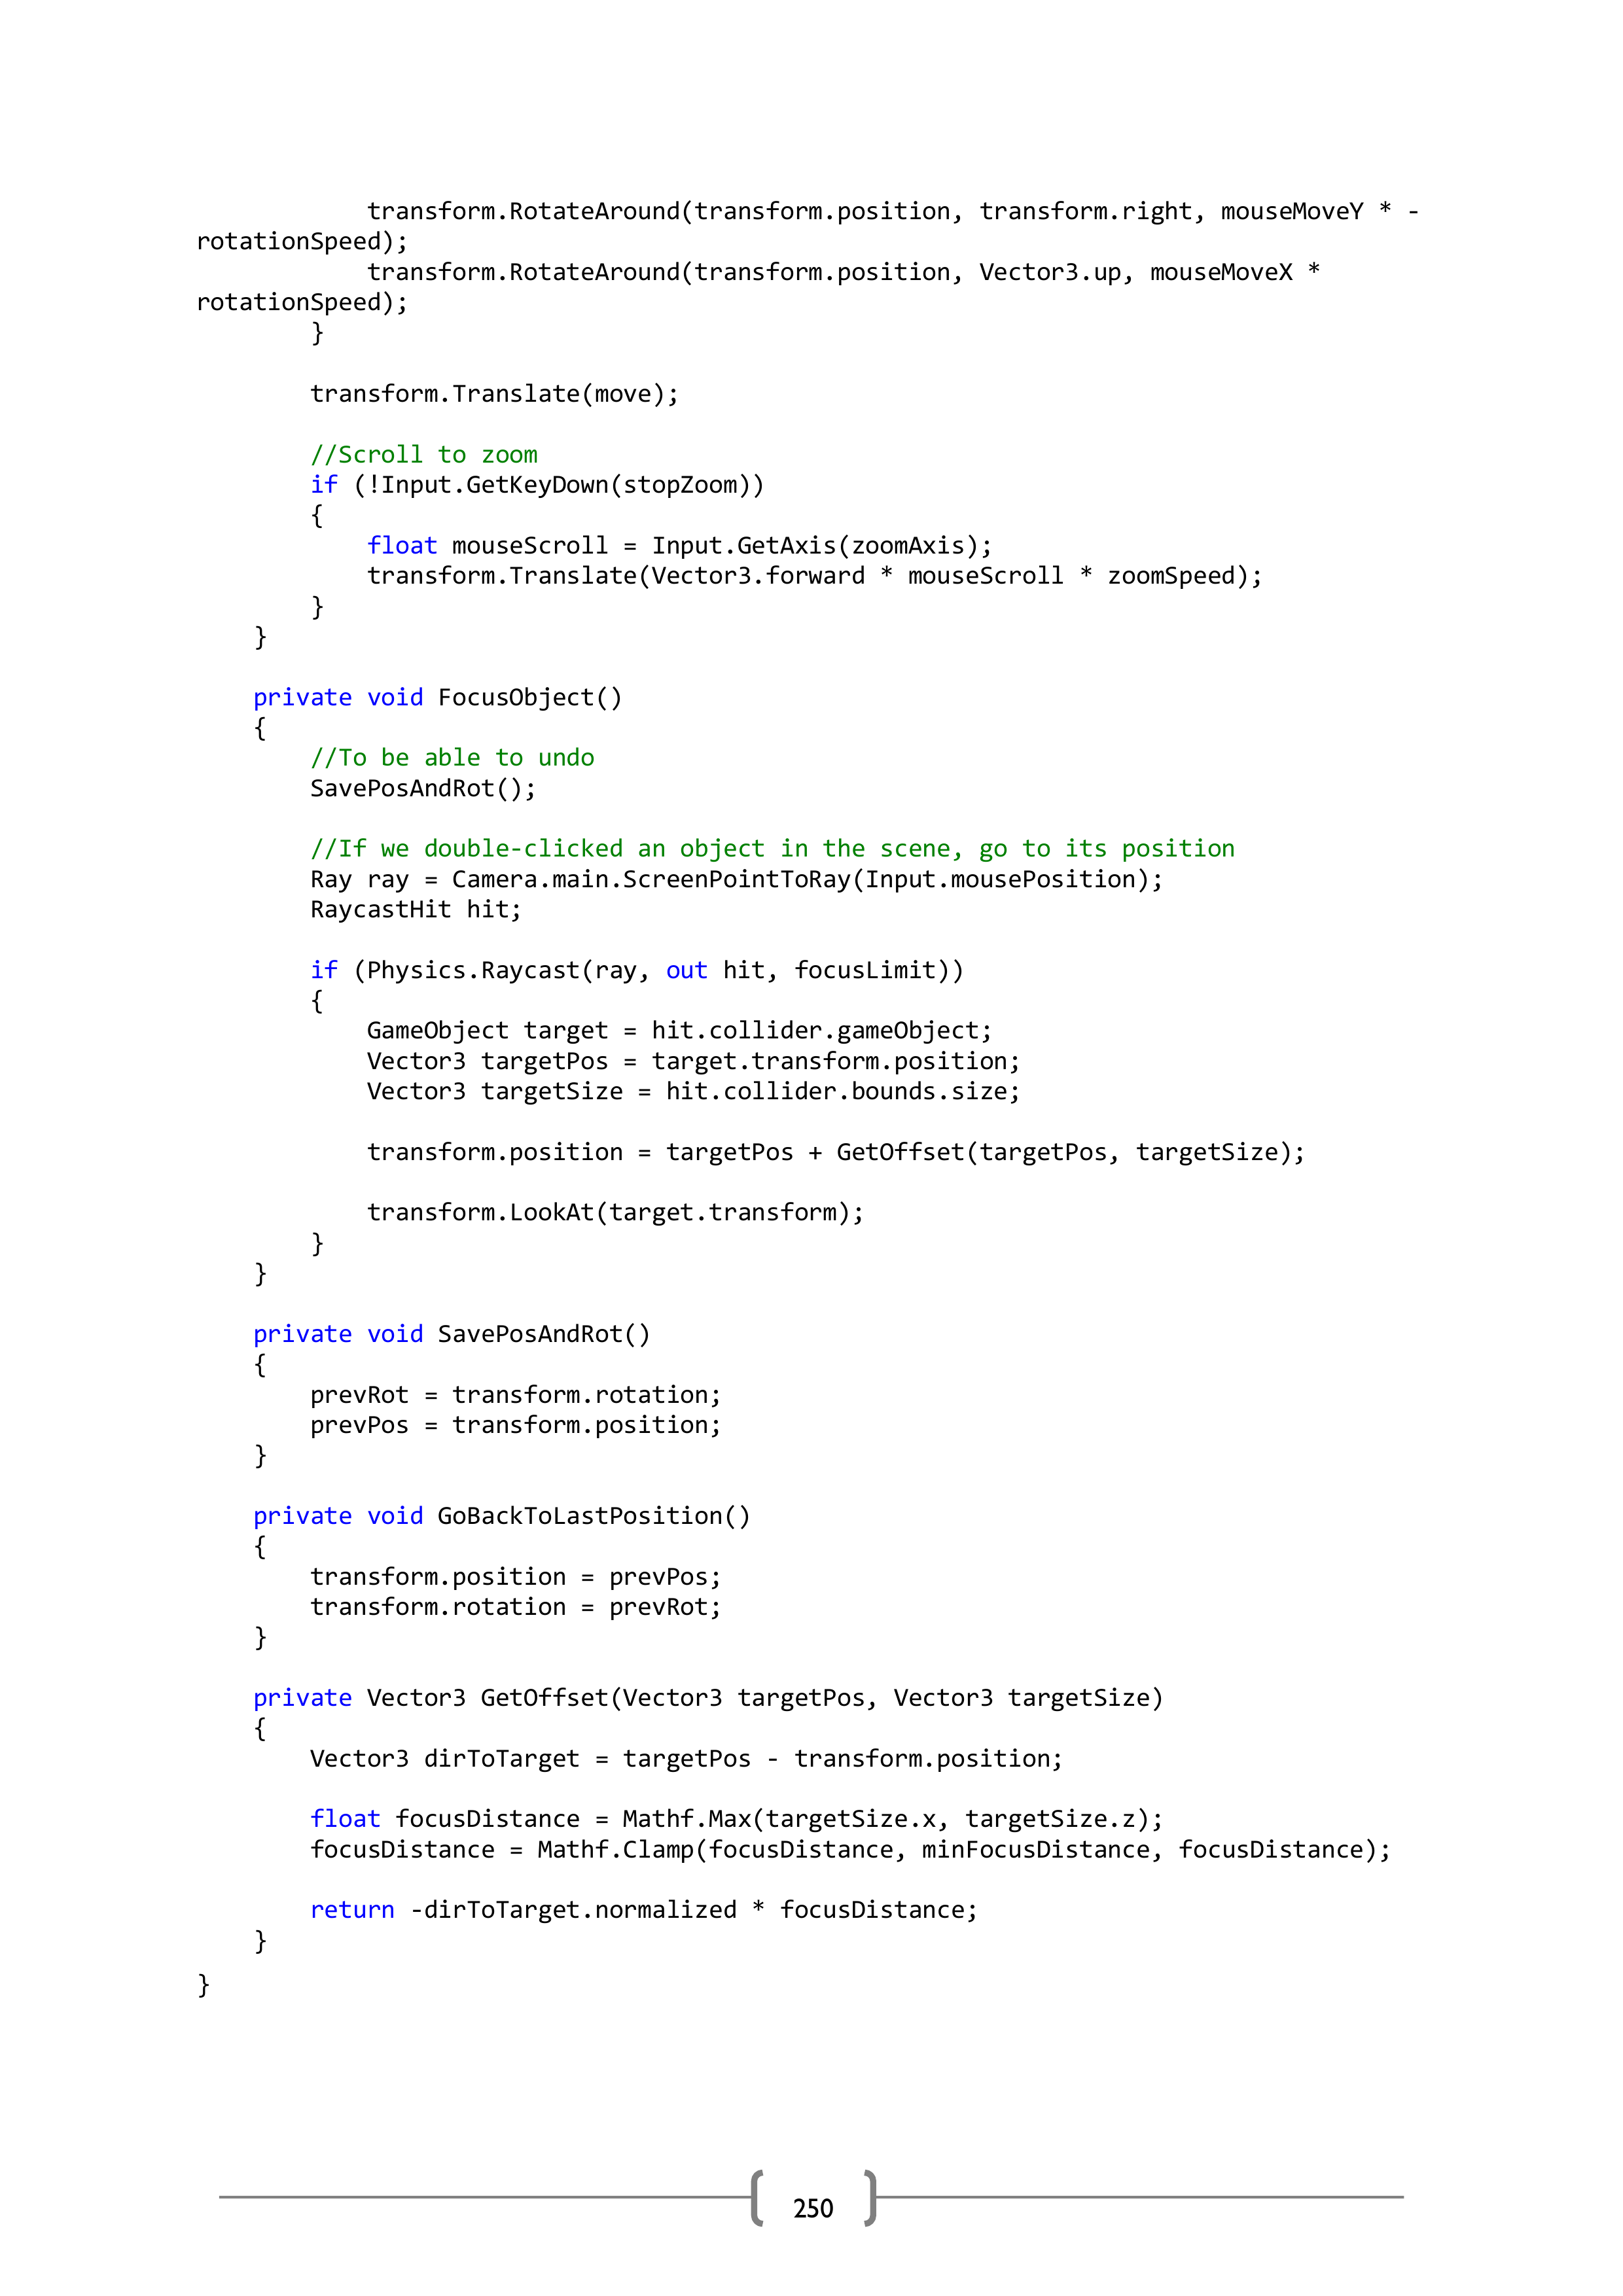 transform.RotateAround(transform.position, transform.right, mouseMoveY * -
rotationSpeed);
            transform.RotateAround(transform.position, Vector3.up, mouseMoveX *
rotationSpeed);
        }

        transform.Translate(move);

        //Scroll to zoom
        if (!Input.GetKeyDown(stopZoom))
        {
            float mouseScroll = Input.GetAxis(zoomAxis);
            transform.Translate(Vector3.forward * mouseScroll * zoomSpeed);
        }
    }

    private void FocusObject()
    {
        //To be able to undo
        SavePosAndRot();

        //If we double-clicked an object in the scene, go to its position
        Ray ray = Camera.main.ScreenPointToRay(Input.mousePosition);
        RaycastHit hit;

        if (Physics.Raycast(ray, out hit, focusLimit))
        {
            GameObject target = hit.collider.gameObject;
            Vector3 targetPos = target.transform.position;
            Vector3 targetSize = hit.collider.bounds.size;

            transform.position = targetPos + GetOffset(targetPos, targetSize);

            transform.LookAt(target.transform);
        }
    }

    private void SavePosAndRot()
    {
        prevRot = transform.rotation;
        prevPos = transform.position;
    }

    private void GoBackToLastPosition()
    {
        transform.position = prevPos;
        transform.rotation = prevRot;
    }

    private Vector3 GetOffset(Vector3 targetPos, Vector3 targetSize)
    {
        Vector3 dirToTarget = targetPos - transform.position;

        float focusDistance = Mathf.Max(targetSize.x, targetSize.z);
        focusDistance = Mathf.Clamp(focusDistance, minFocusDistance, focusDistance);

        return -dirToTarget.normalized * focusDistance;
    }
}
250